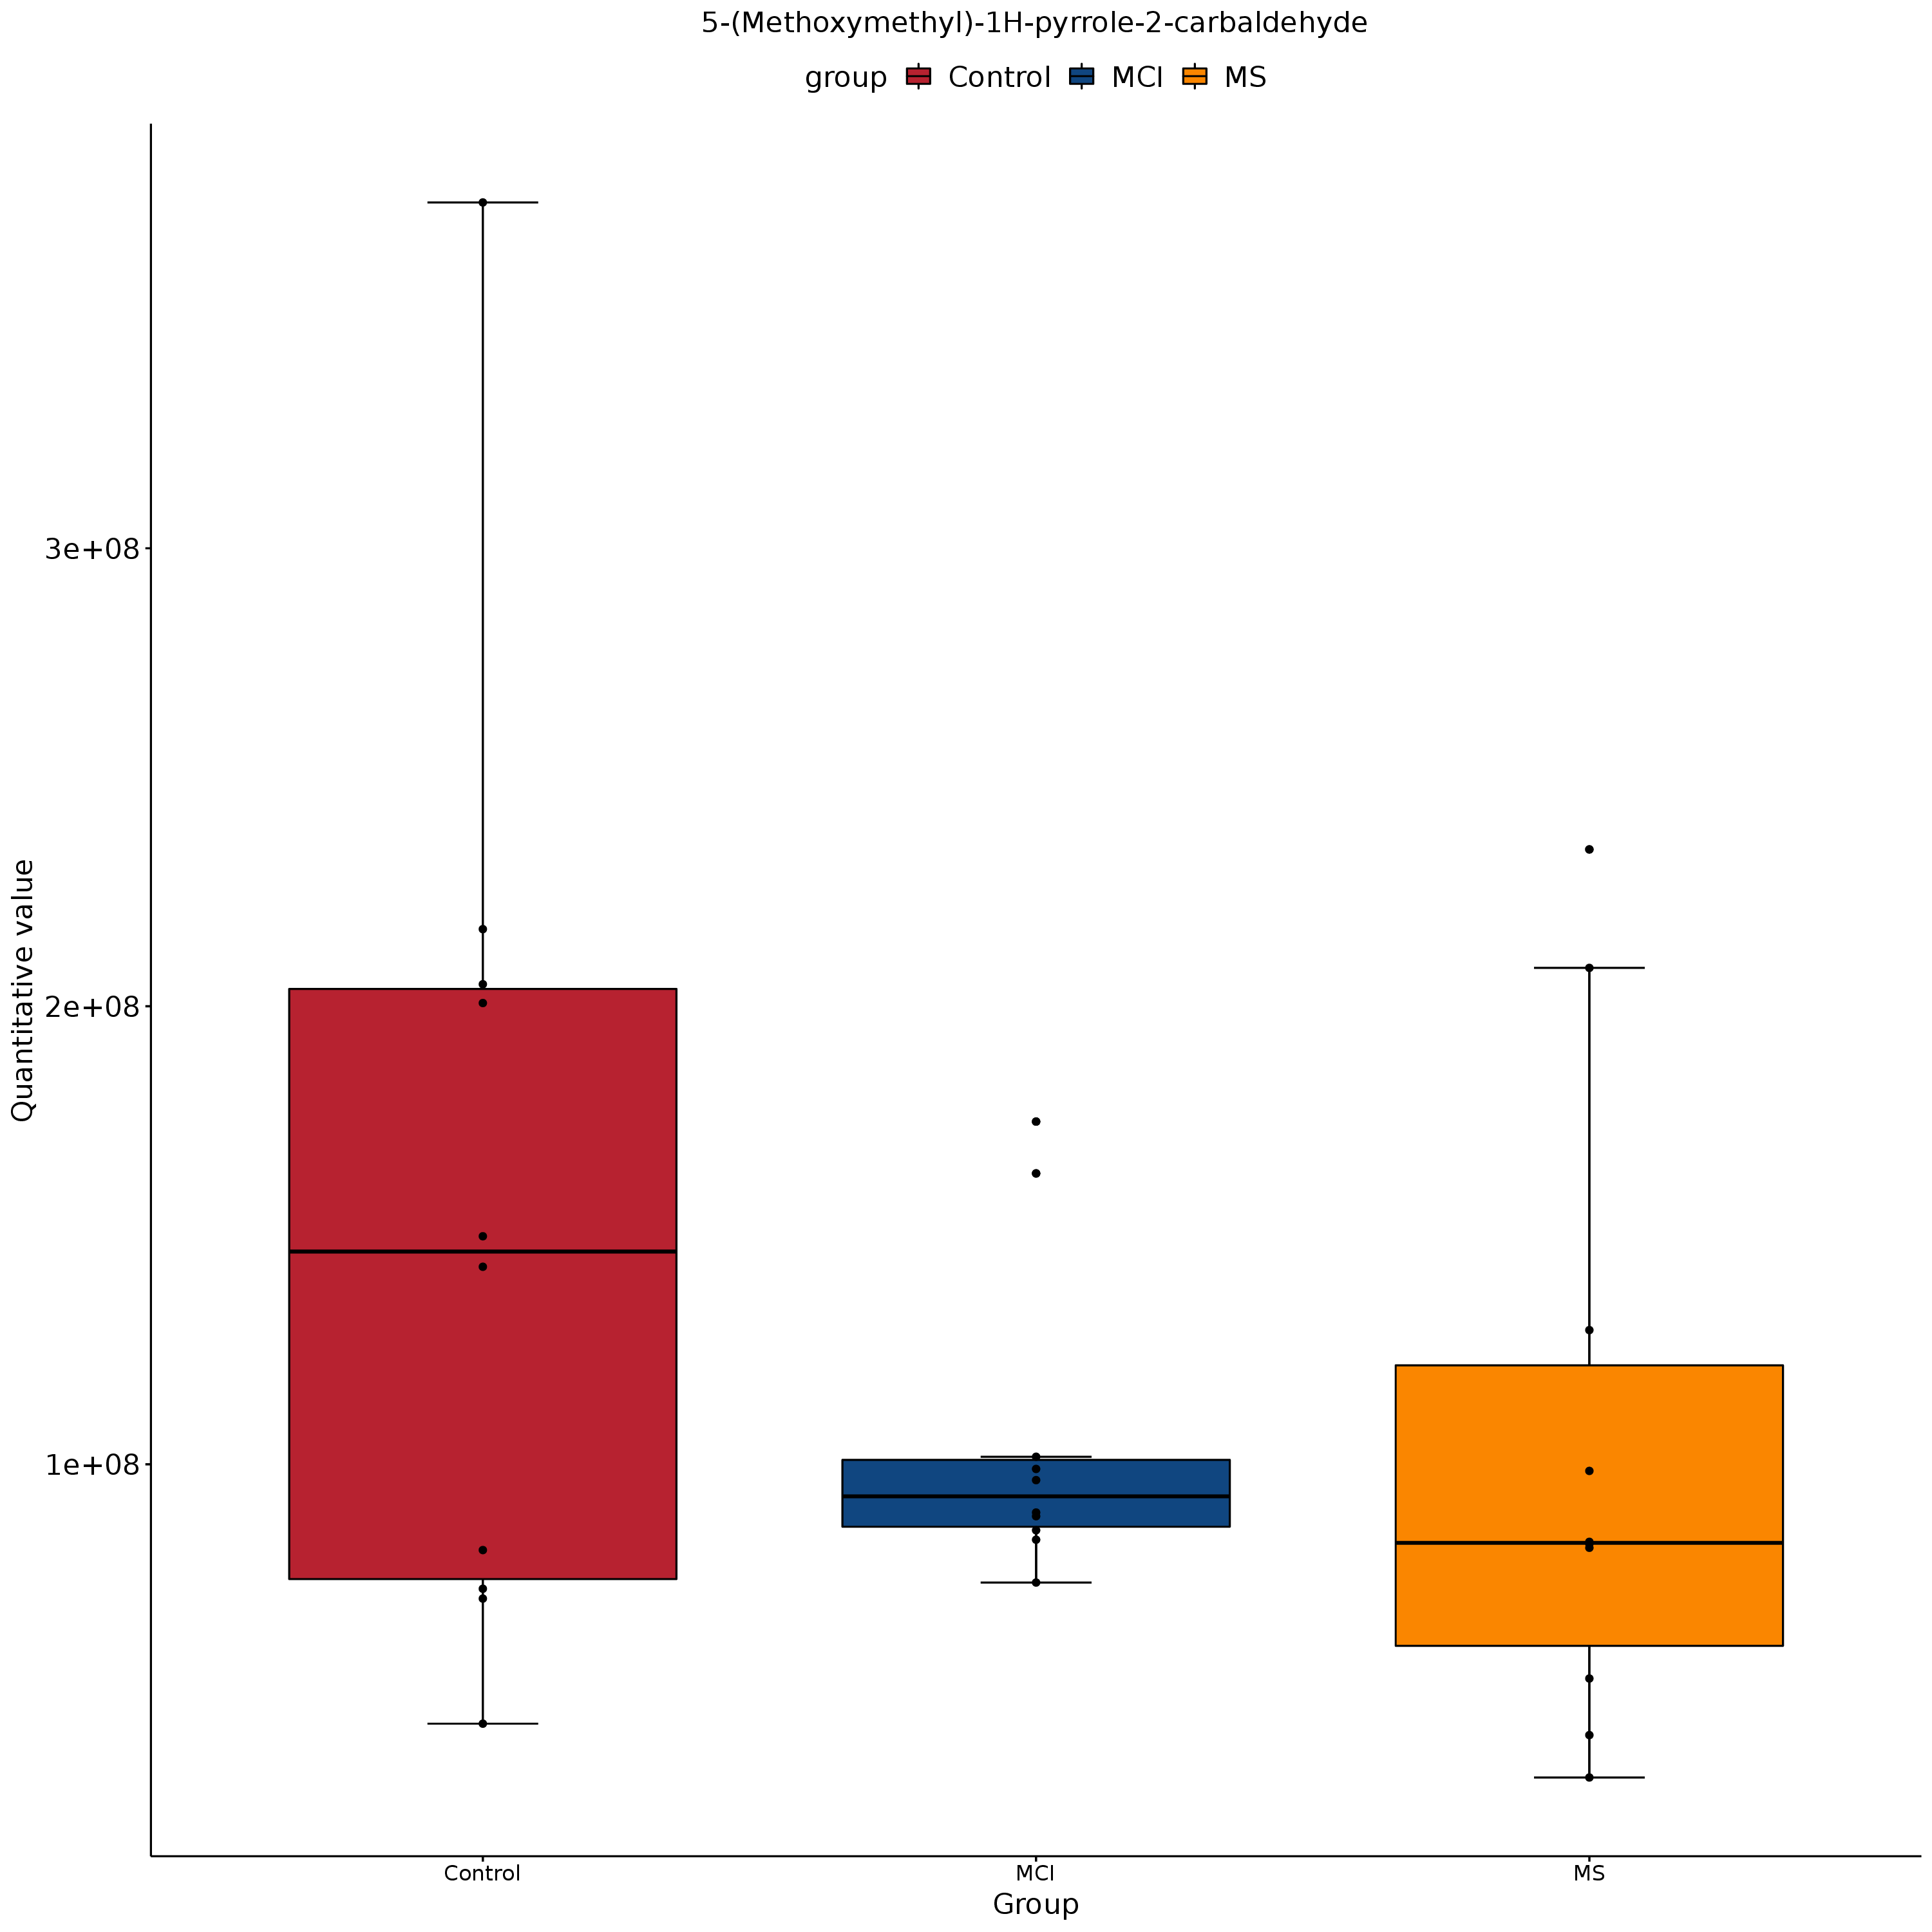 5-(Methoxymethyl)-1H-pyrrole-2-carbaldehyde
group Control MCI MS
Quantitative value
3e+08
2e+08
1e+08
Control MCI MS
Group